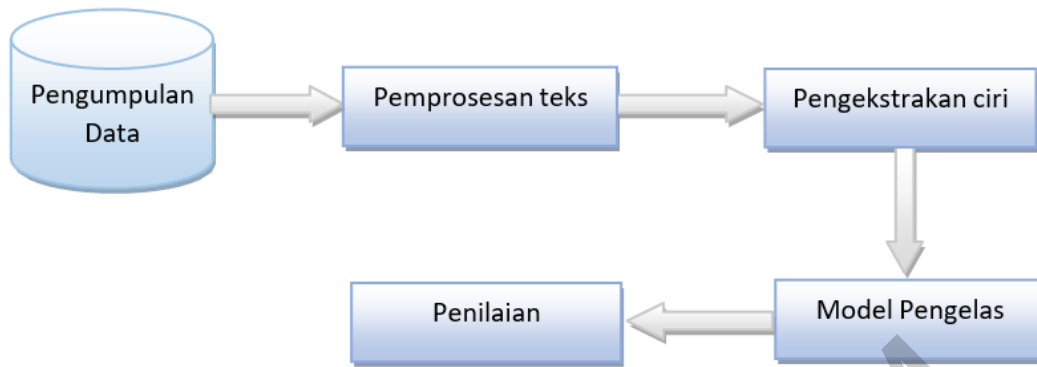 Pengumpulan
Data
Pemprosesan teks
Pengekstrakan ciri
Model Pengelas
Penilaian